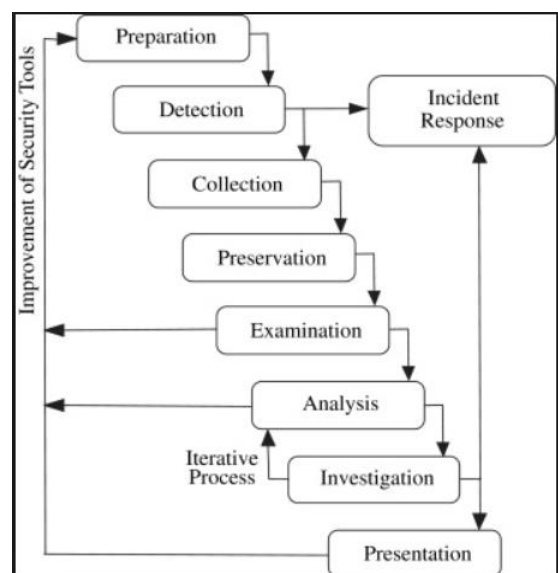 Preparation
Improvement of Security Tools
Detection
Incident
Response
Collection
Preservation
Examination
Analysis
Iterative
Process
Investigation
Presentation